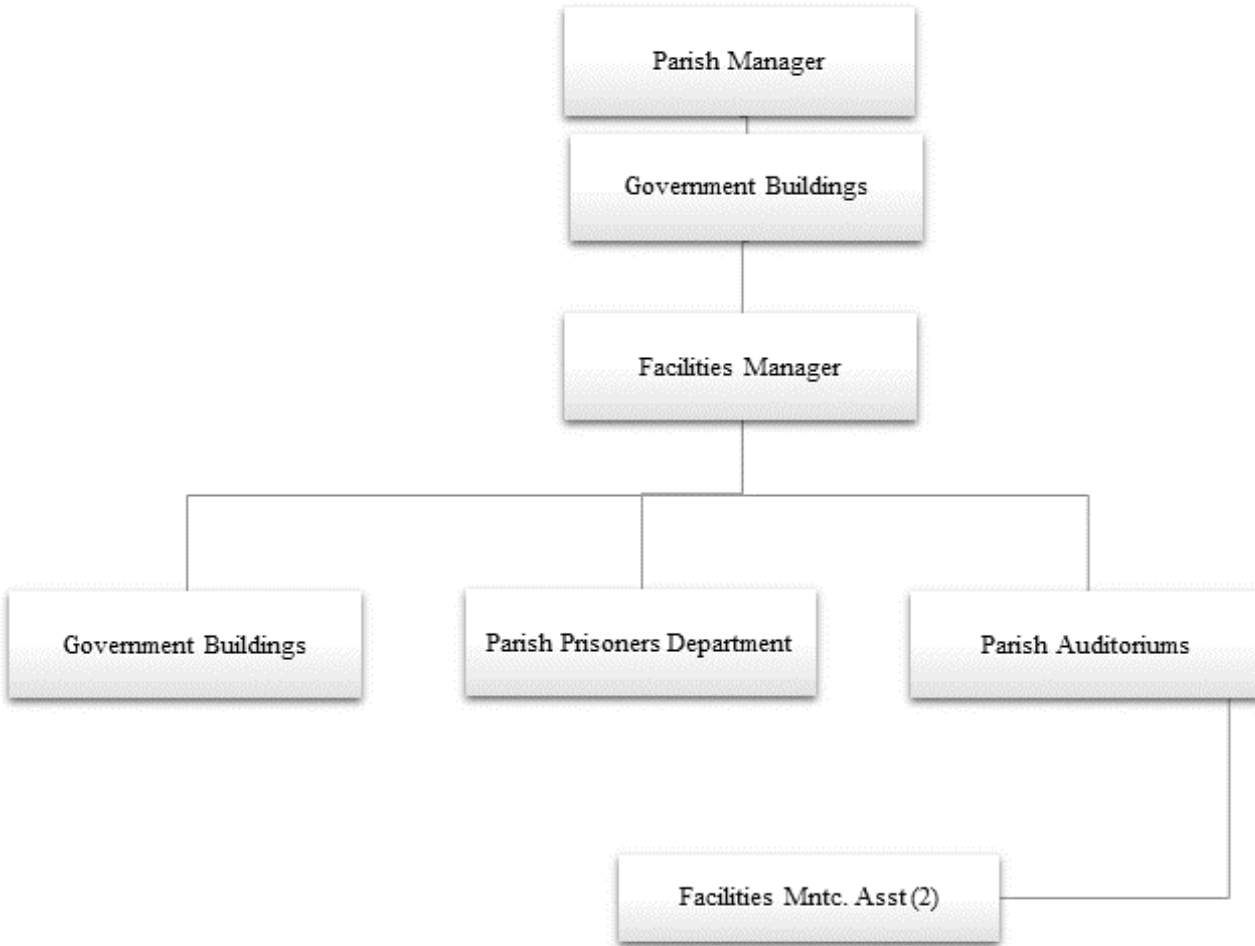 Parish Manager
Government Buildings
Facilities Manager
Government Buildings
Parish Prisoners Department
Parish Auditoriums
Facilities Mntc. Asst (2)